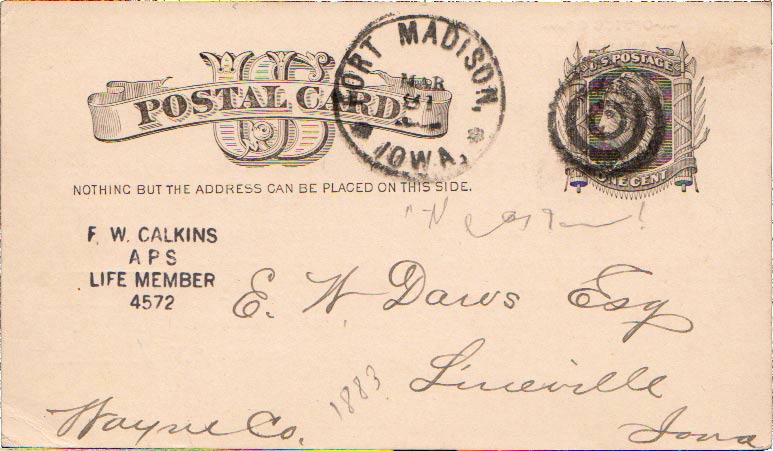 US
POSTAL CARD
FORT MADISON,
MAR
IOWA.
U.S. POSTAGE
ONE CENT
NOTHING BUT THE ADDRESS CAN BE PLACED ON THIS SIDE.
F. W. CALKINS
A P S
LIFE MEMBER
4572
E. W. Daws Esq
Lineville
1883
Wayne Co.
Iowa